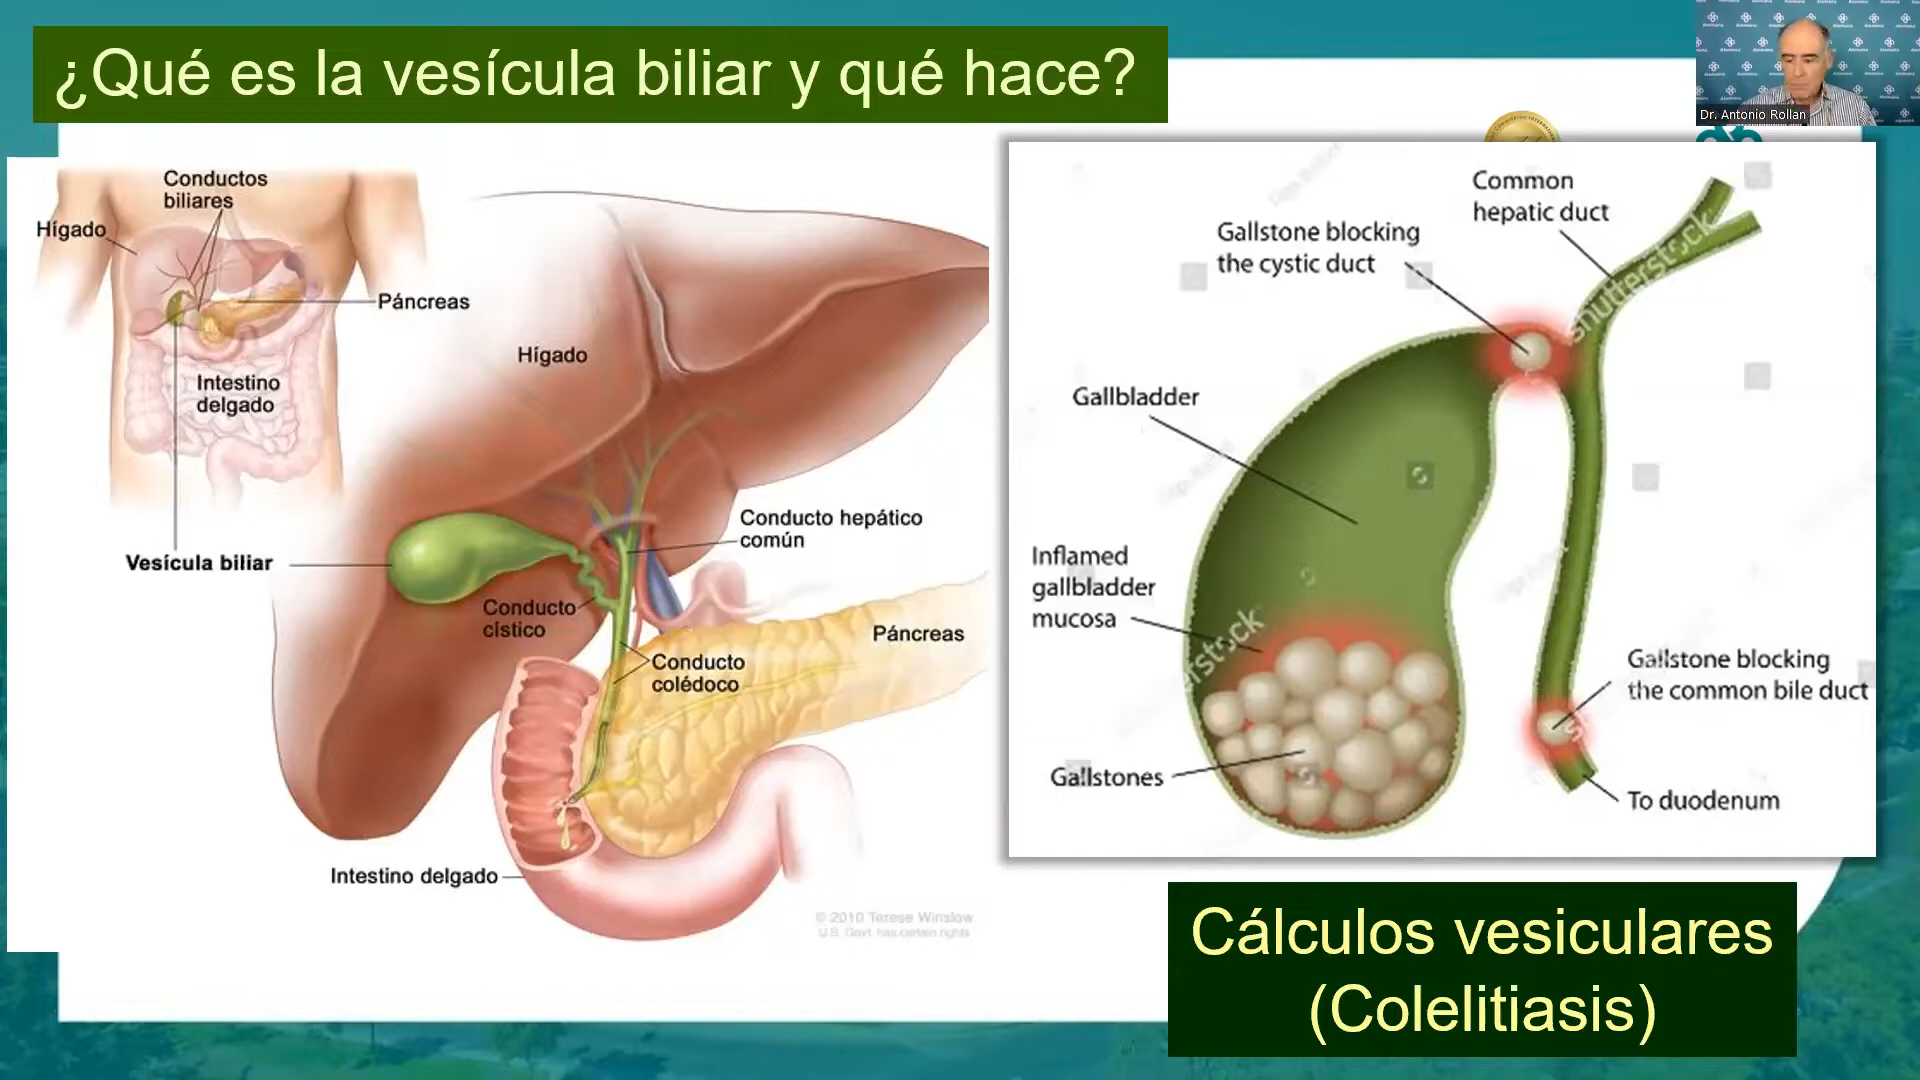 ¿Qué es la vesícula biliar y qué hace?
Dr. Antonio Rollan
Conductos
biliares
Hígado
Páncreas
Intestino
delgado
Hígado
Vesícula biliar
Conducto hepático
común
Conducto
cístico
Páncreas
Conducto
colédoco
Intestino delgado
© 2010 Terese Winslow
U.S. Govt. has certain rights
Common
hepatic duct
Gallstone blocking
the cystic duct
shutterstock
Gallbladder
Inflamed
gallbladder
mucosa
Gallstone blocking
the common bile duct
Gallstones
To duodenum
Cálculos vesiculares
(Colelitiasis)